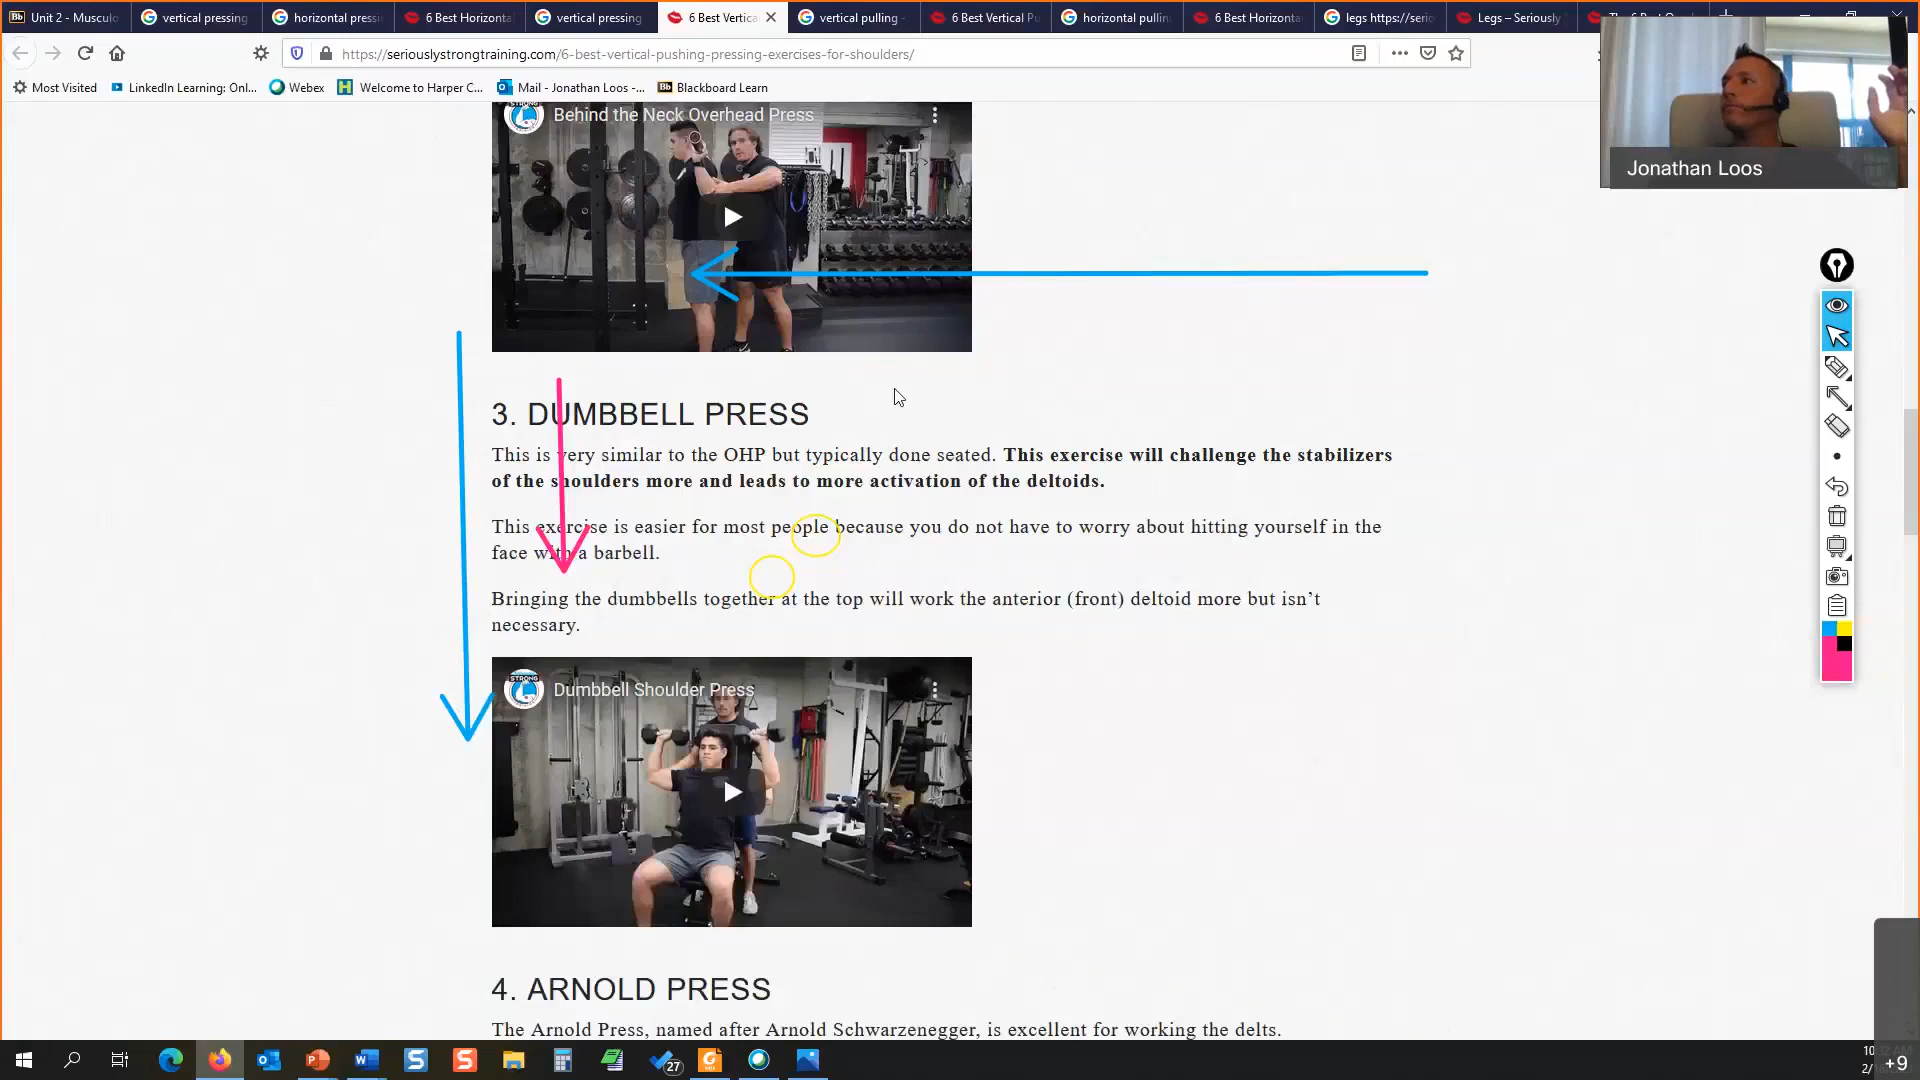 Unit 2 - Musculo
vertical pressing
horizontal pressi
6 Best Horizonta
vertical pressing
6 Best Vertica
vertical pulling -
6 Best Vertical Pu
horizontal pullin
6 Best Horizonta
legs https://serio
Legs – Seriously
https://seriouslystrongtraining.com/6-best-vertical-pushing-pressing-exercises-for-shoulders/
Most Visited
LinkedIn Learning: Onl...
Webex
Welcome to Harper C...
Mail - Jonathan Loos -...
Blackboard Learn
Jonathan Loos
STRONG
Behind the Neck Overhead Press
3. DUMBBELL PRESS
This is very similar to the OHP but typically done seated. This exercise will challenge the stabilizers
of the shoulders more and leads to more activation of the deltoids.
This exercise is easier for most people because you do not have to worry about hitting yourself in the
face with a barbell.
Bringing the dumbbells together at the top will work the anterior (front) deltoid more but isn't
necessary.
STRONG
Dumbbell Shoulder Press
4. ARNOLD PRESS
The Arnold Press, named after Arnold Schwarzenegger, is excellent for working the delts.
27
+9